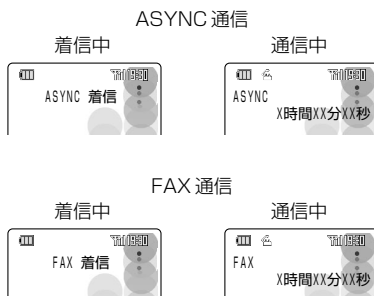 ASYNC通信
着信中
通信中
ASYNC 着信
ASYNC
X時間XX分XX秒
FAX通信
着信中
通信中
FAX 着信
FAX
X時間XX分XX秒